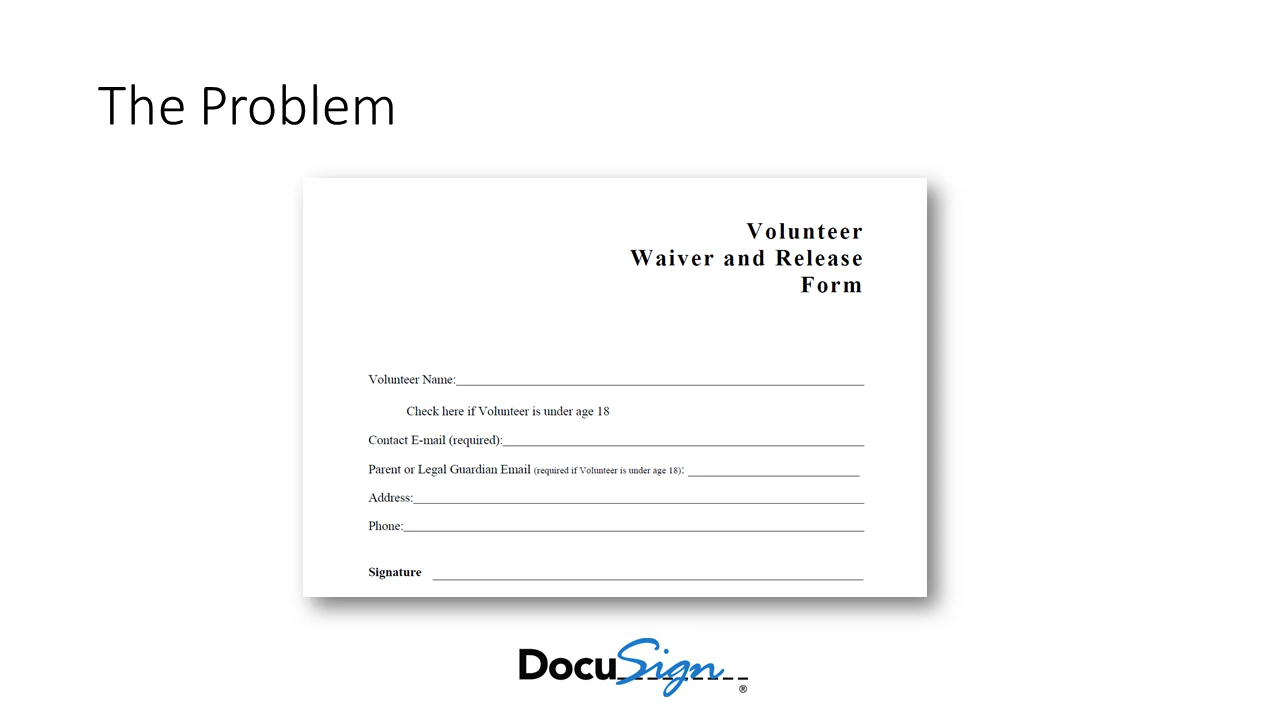 The Problem
Volunteer
Waiver and Release
Form
Volunteer Name:
Check here if Volunteer is under age 18
Contact E-mail (required):
Parent or Legal Guardian Email (required if Volunteer is under age 18):
Address:
Phone:
Signature
DocuSign®